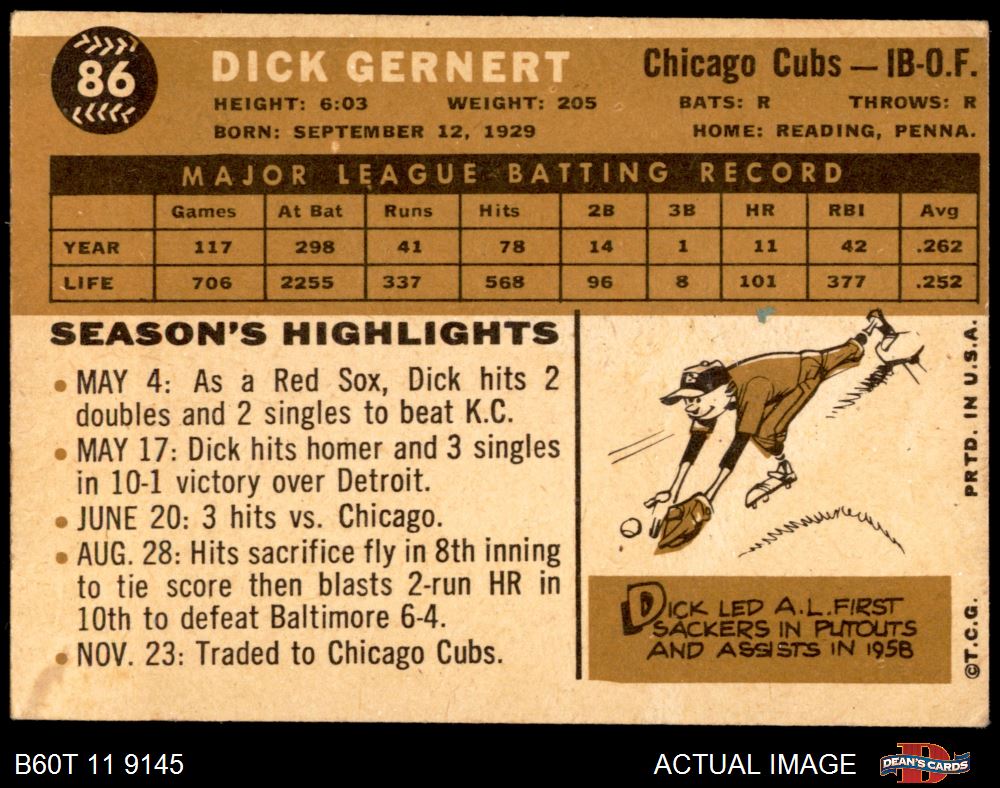 86
DICK GERNERT
Chicago Cubs — IB-O.F.
HEIGHT: 6:03 WEIGHT: 205 BATS: R THROWS: R
BORN: SEPTEMBER 12, 1929 HOME: READING, PENNA.
MAJOR LEAGUE BATTING RECORD
Games At Bat Runs Hits 2B 3B HR RBI Avg
YEAR 117 298 41 78 14 1 11 42 .262
LIFE 706 2255 337 568 96 8 101 377 .252
SEASON'S HIGHLIGHTS
• MAY 4: As a Red Sox, Dick hits 2
doubles and 2 singles to beat K.C.
• MAY 17: Dick hits homer and 3 singles
in 10-1 victory over Detroit.
• JUNE 20: 3 hits vs. Chicago.
• AUG. 28: Hits sacrifice fly in 8th inning
to tie score then blasts 2-run HR in
10th to defeat Baltimore 6-4.
• NOV. 23: Traded to Chicago Cubs.
DICK LED A.L. FIRST
SACKERS IN PUTOUTS
AND ASSISTS IN 1958
©T.C.G. PRTD. IN U.S.A.
B60T 11 9145
ACTUAL IMAGE
DEAN'S CARDS